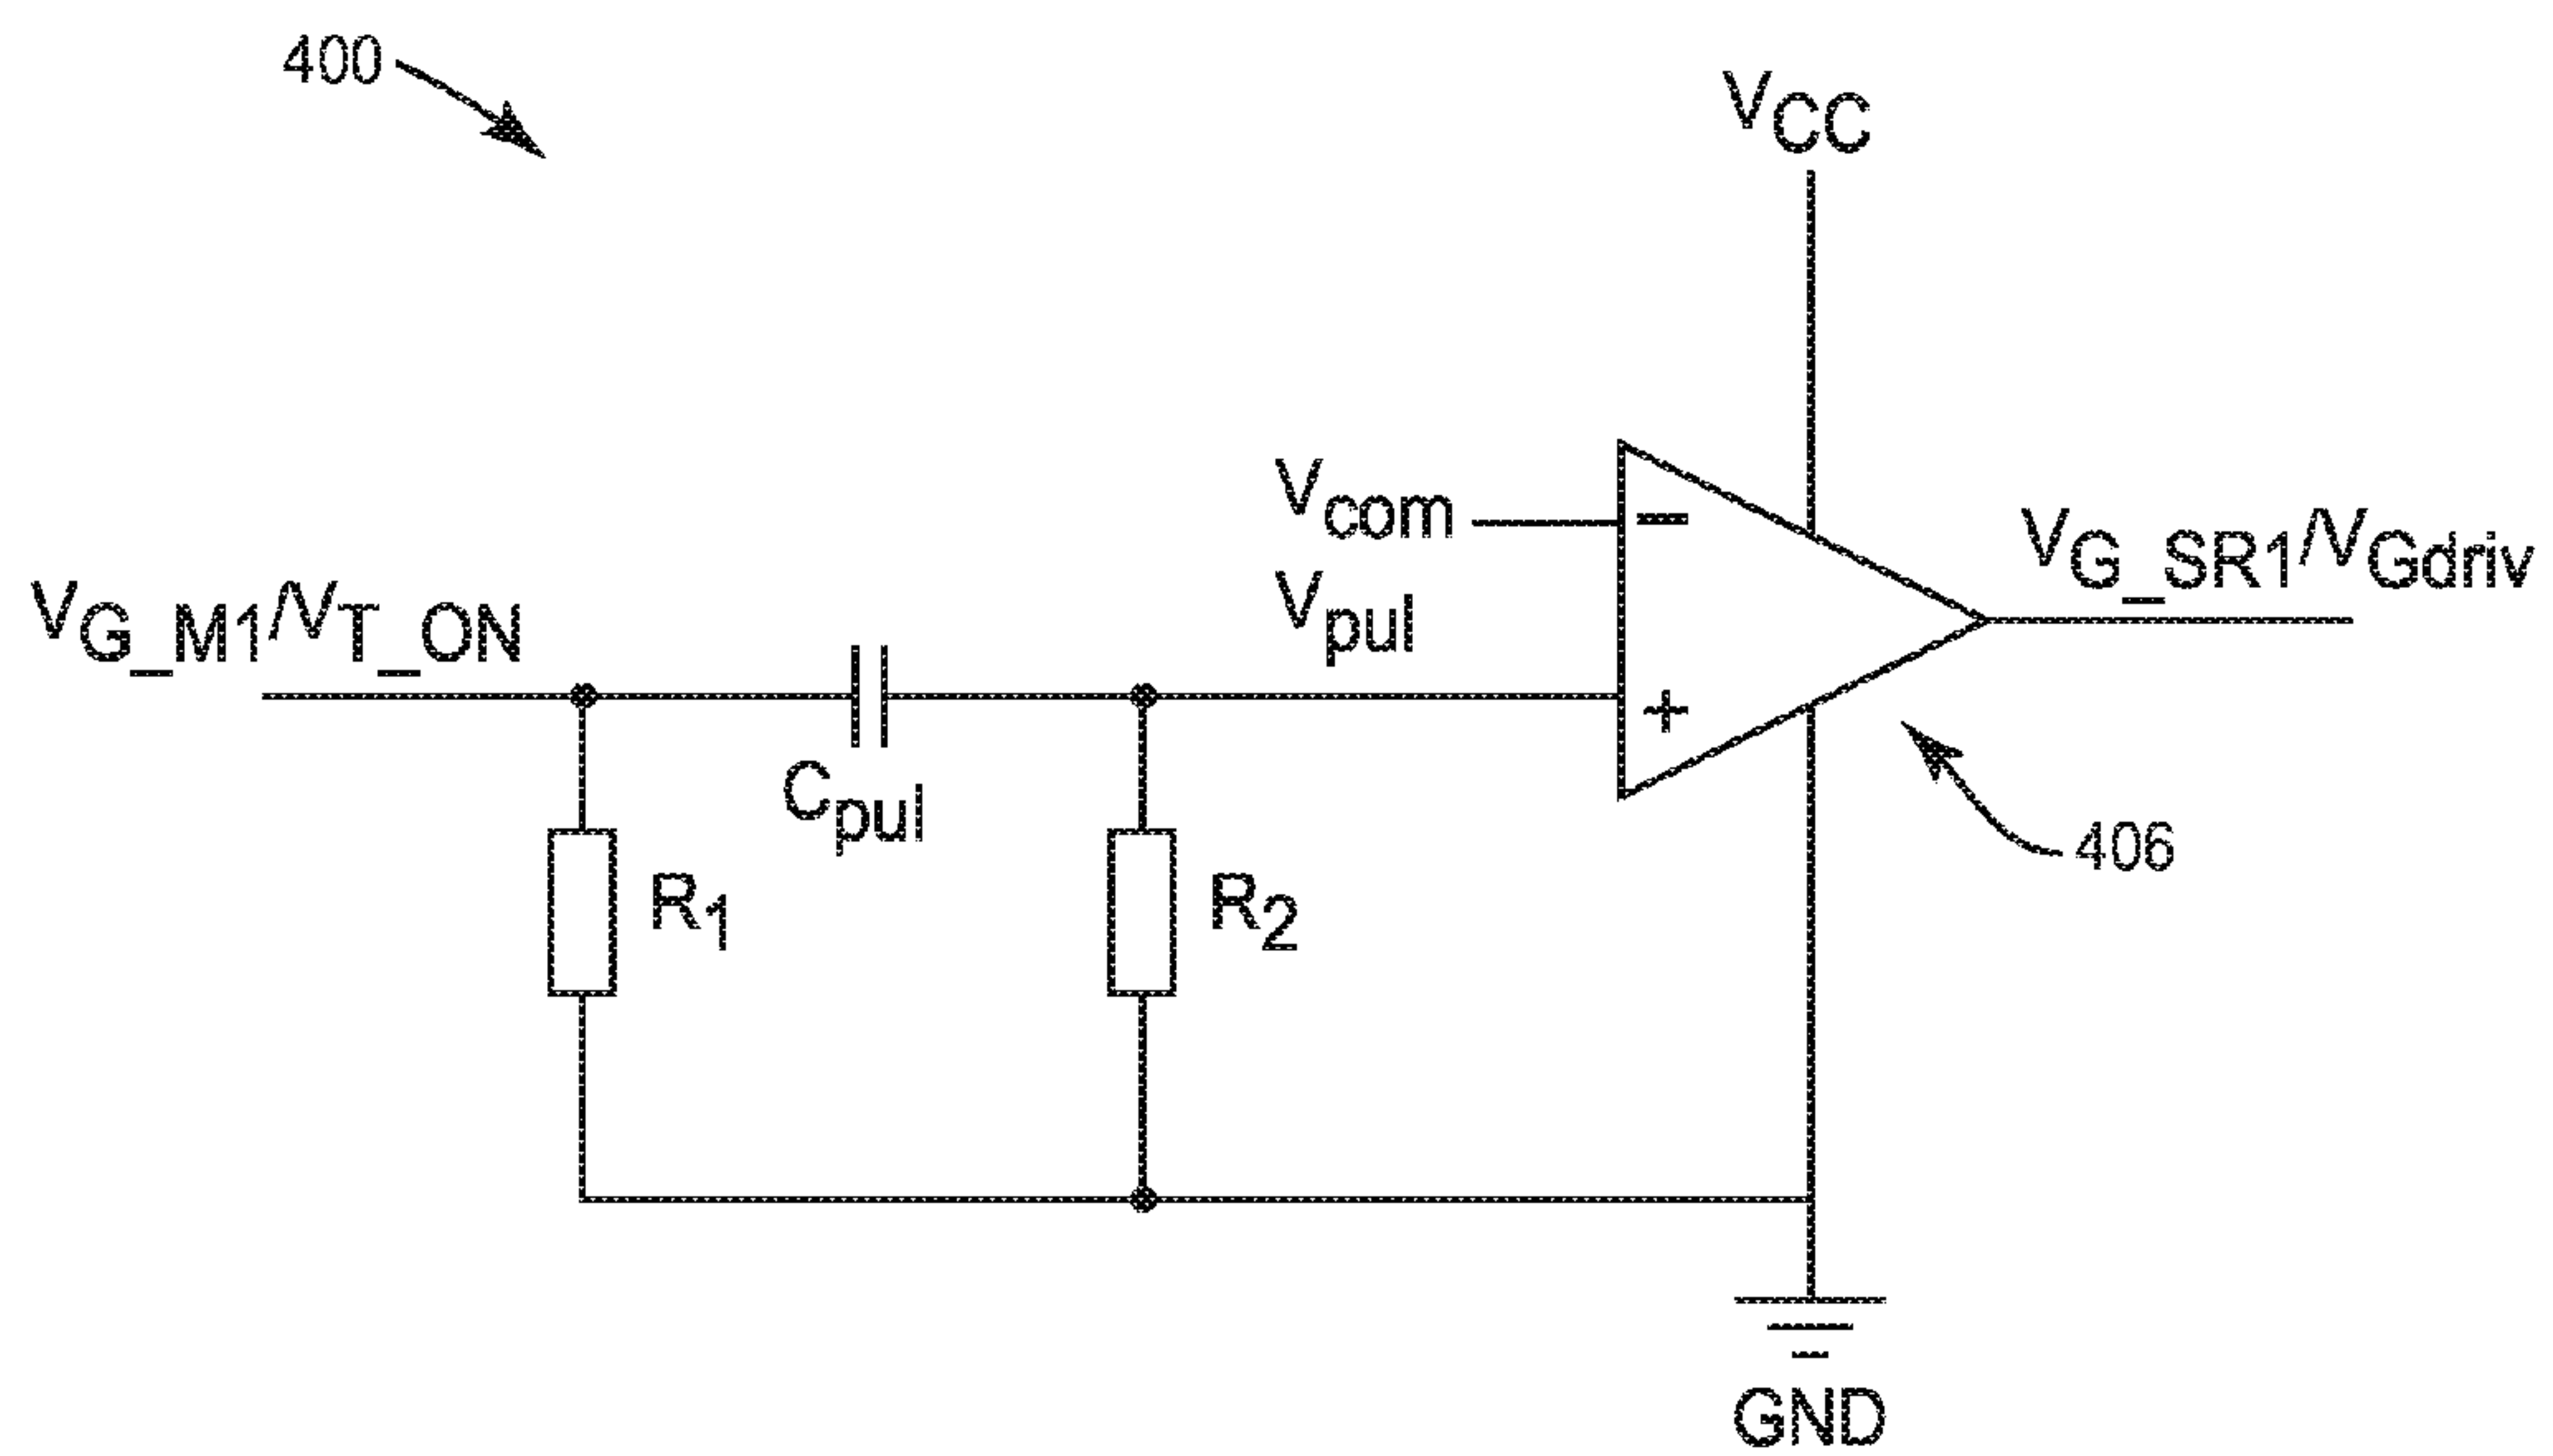 400
VCC
Vcom
Vpul
VG_SR1/VGdriv
VG_M1/VT_ON
Cpul
R1
R2
406
GND